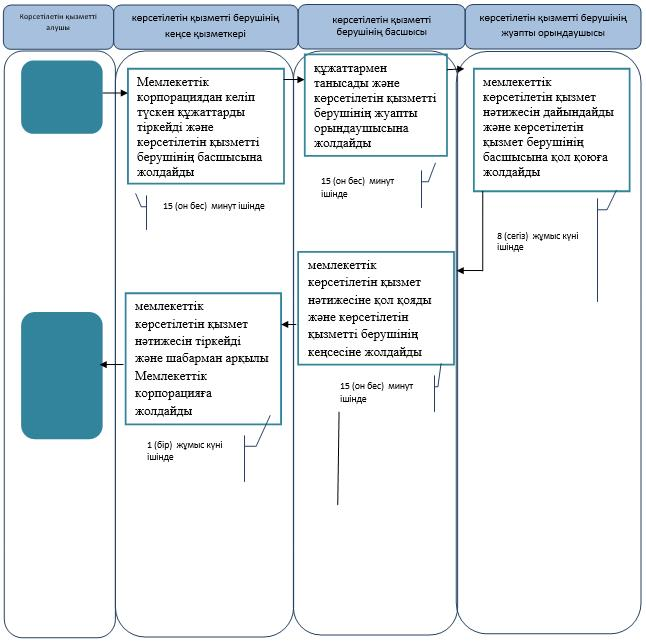 Көрсетілетін қызметті
алушы
көрсетілетін қызметті берушінің
кеңсе қызметкері
көрсетілетін қызметті
берушінің басшысы
көрсетілетін қызметті берушінің
жуапты орындаушысы
Мемлекеттік
корпорациядан келіп
түскен құжаттарды
тіркейді және
көрсетілетін қызметті
берушінің басшысына
жолдайды
15 (он бес) минут ішінде
құжаттармен
танысады және
көрсетілетін қызметті
берушінің жуапты
орындаушысына
жолдайды
15 (он бес) минут
ішінде
мемлекеттік
көрсетілетін қызмет
нәтижесін дайындайды
және көрсетілетін
қызмет берушінің
басшысына қол қоюға
жолдайды
8 (сегіз) жұмыс күні
ішінде
мемлекеттік
көрсетілетін қызмет
нәтижесіне қол қояды
және көрсетілетін
қызметті берушінің
кеңсесіне жолдайды
15 (он бес) минут
ішінде
мемлекеттік
көрсетілетін қызмет
нәтижесін тіркейді
және шабарман арқылы
Мемлекеттік
корпорацияға
жолдайды
1 (бір) жұмыс күні
ішінде